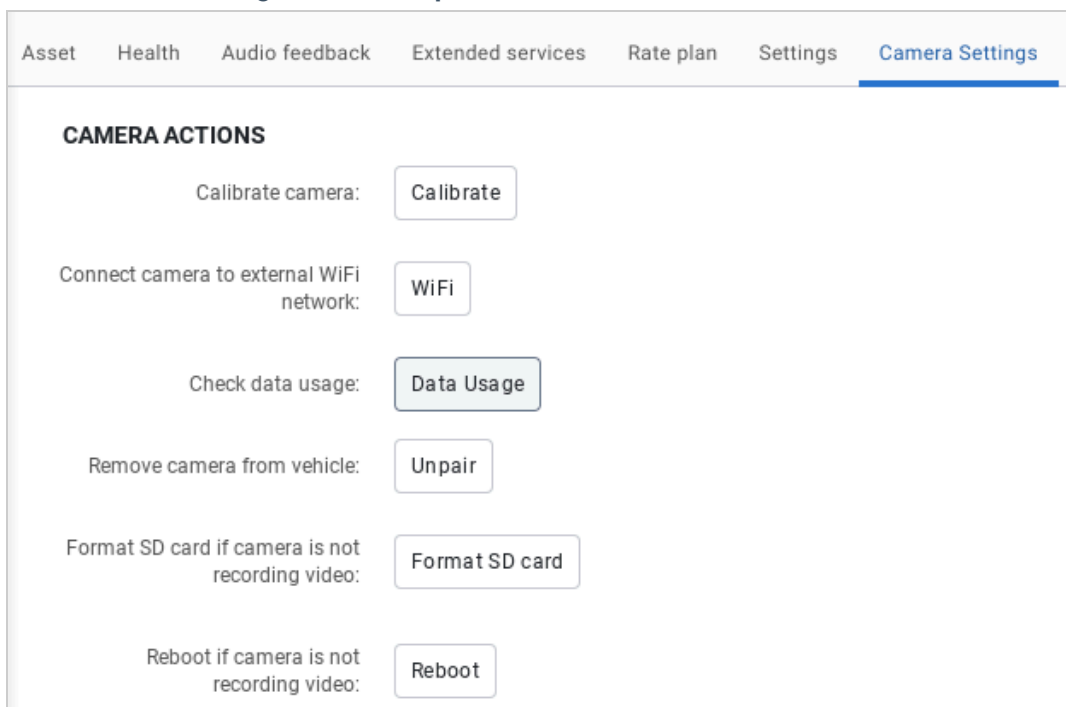 Asset Health Audio feedback Extended services Rate plan Settings Camera Settings
CAMERA ACTIONS
Calibrate camera: Calibrate
Connect camera to external WiFi
network: WiFi
Check data usage: Data Usage
Remove camera from vehicle: Unpair
Format SD card if camera is not
recording video: Format SD card
Reboot if camera is not
recording video: Reboot